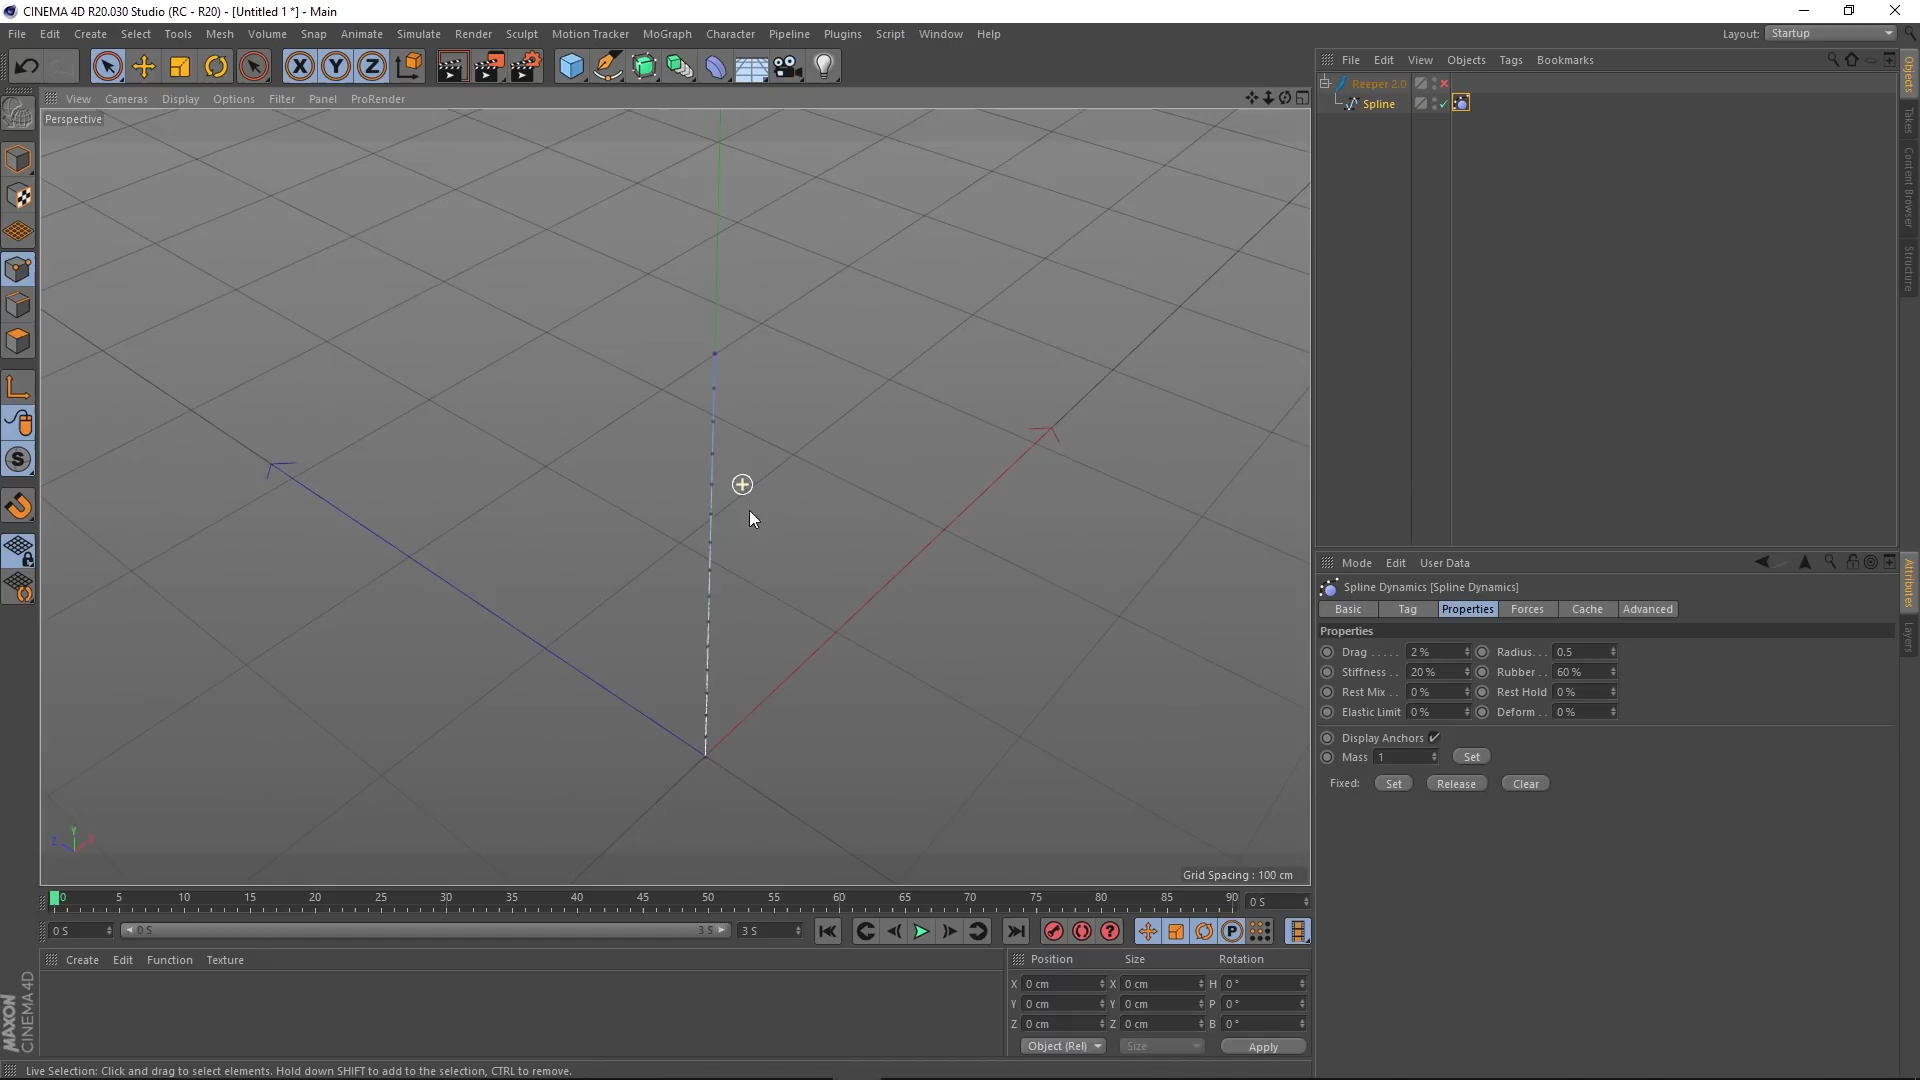 CINEMA 4D R20.030 Studio (RC - R20) - [Untitled 1 *] - Main
File Edit Create Select Tools Mesh Volume Snap Animate Simulate Render Sculpt Motion Tracker MoGraph Character Pipeline Plugins Script Window Help
Layout: Startup
X Y Z
File Edit View Objects Tags Bookmarks
Objects
Takes
Content Browser
Structure
Reeper 2.0
Spline
View Cameras Display Options Filter Panel ProRender
Perspective
S
Y
Z X
Grid Spacing : 100 cm
Mode Edit User Data
Attributes
Layers
Spline Dynamics [Spline Dynamics]
Basic Tag Properties Forces Cache Advanced
Properties
Drag . . . . . 2 % Radius. . . 0.5
Stiffness . . 20 % Rubber . . 60 %
Rest Mix . . 0 % Rest Hold 0 %
Elastic Limit 0 % Deform . . 0 %
Display Anchors
Mass 1 Set
Fixed: Set Release Clear
0 5 10 15 20 25 30 35 40 45 50 55 60 65 70 75 80 85 90 0 S
0 S 0 S 3 S 3 S
? P
Create Edit Function Texture
Position Size Rotation
X 0 cm X 0 cm H 0 °
Y 0 cm Y 0 cm P 0 °
Z 0 cm Z 0 cm B 0 °
Object (Rel) Size Apply
MAXON
CINEMA 4D
Live Selection: Click and drag to select elements. Hold down SHIFT to add to the selection, CTRL to remove.